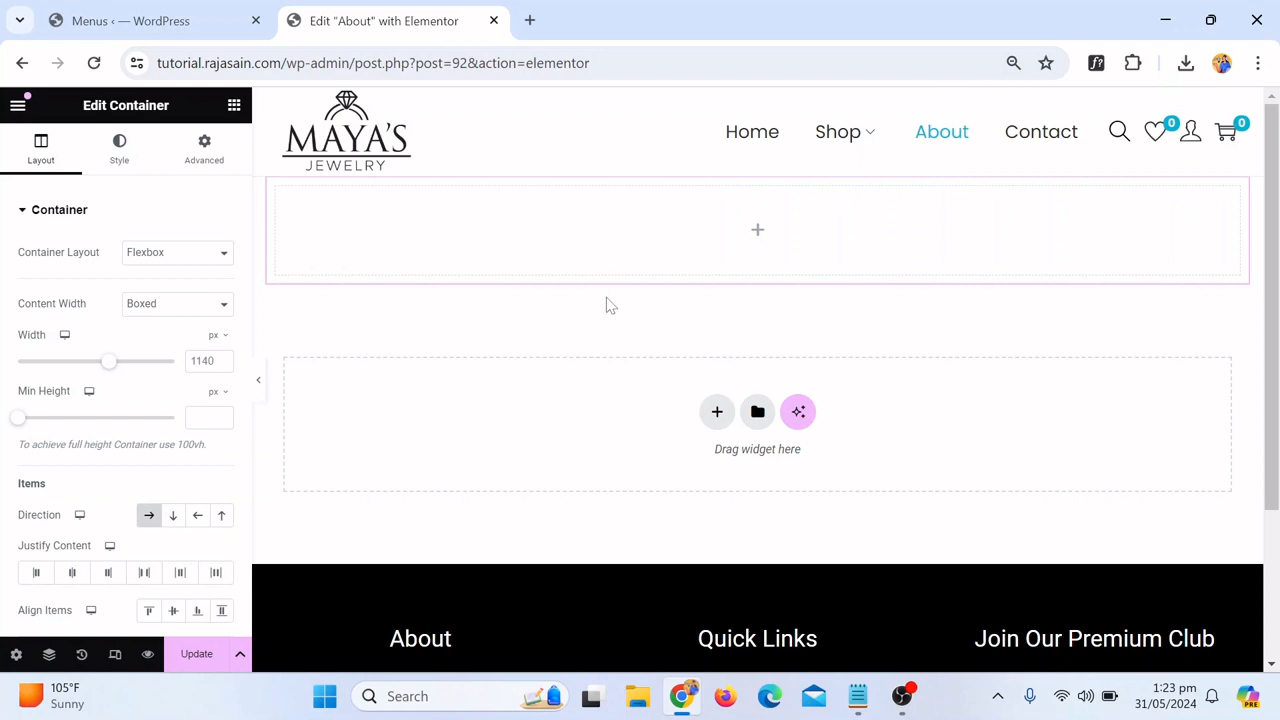 Menus ‹ — WordPress
Edit "About" with Elementor
tutorial.rajasain.com/wp-admin/post.php?post=92&action=elementor
f?
Edit Container
Layout
Style
Advanced
Container
Container Layout
Flexbox
Content Width
Boxed
Width
px
1140
Min Height
px
To achieve full height Container use 100vh.
Items
Direction
Justify Content
Align Items
Update
MAYA'S
JEWELRY
Home
Shop
About
Contact
0
0
Drag widget here
About
Quick Links
Join Our Premium Club
105°F
Sunny
Search
1:23 pm
31/05/2024
PRE